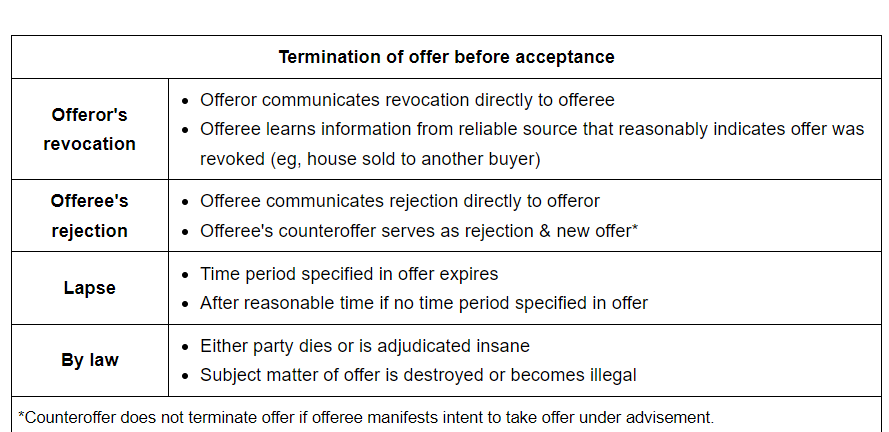 Termination of offer before acceptance
Offeror's
revocation
• Offeror communicates revocation directly to offeree
• Offeree learns information from reliable source that reasonably indicates offer was
revoked (eg, house sold to another buyer)
Offeree's
rejection
• Offeree communicates rejection directly to offeror
• Offeree's counteroffer serves as rejection & new offer*
Lapse
• Time period specified in offer expires
• After reasonable time if no time period specified in offer
By law
• Either party dies or is adjudicated insane
• Subject matter of offer is destroyed or becomes illegal
*Counteroffer does not terminate offer if offeree manifests intent to take offer under advisement.